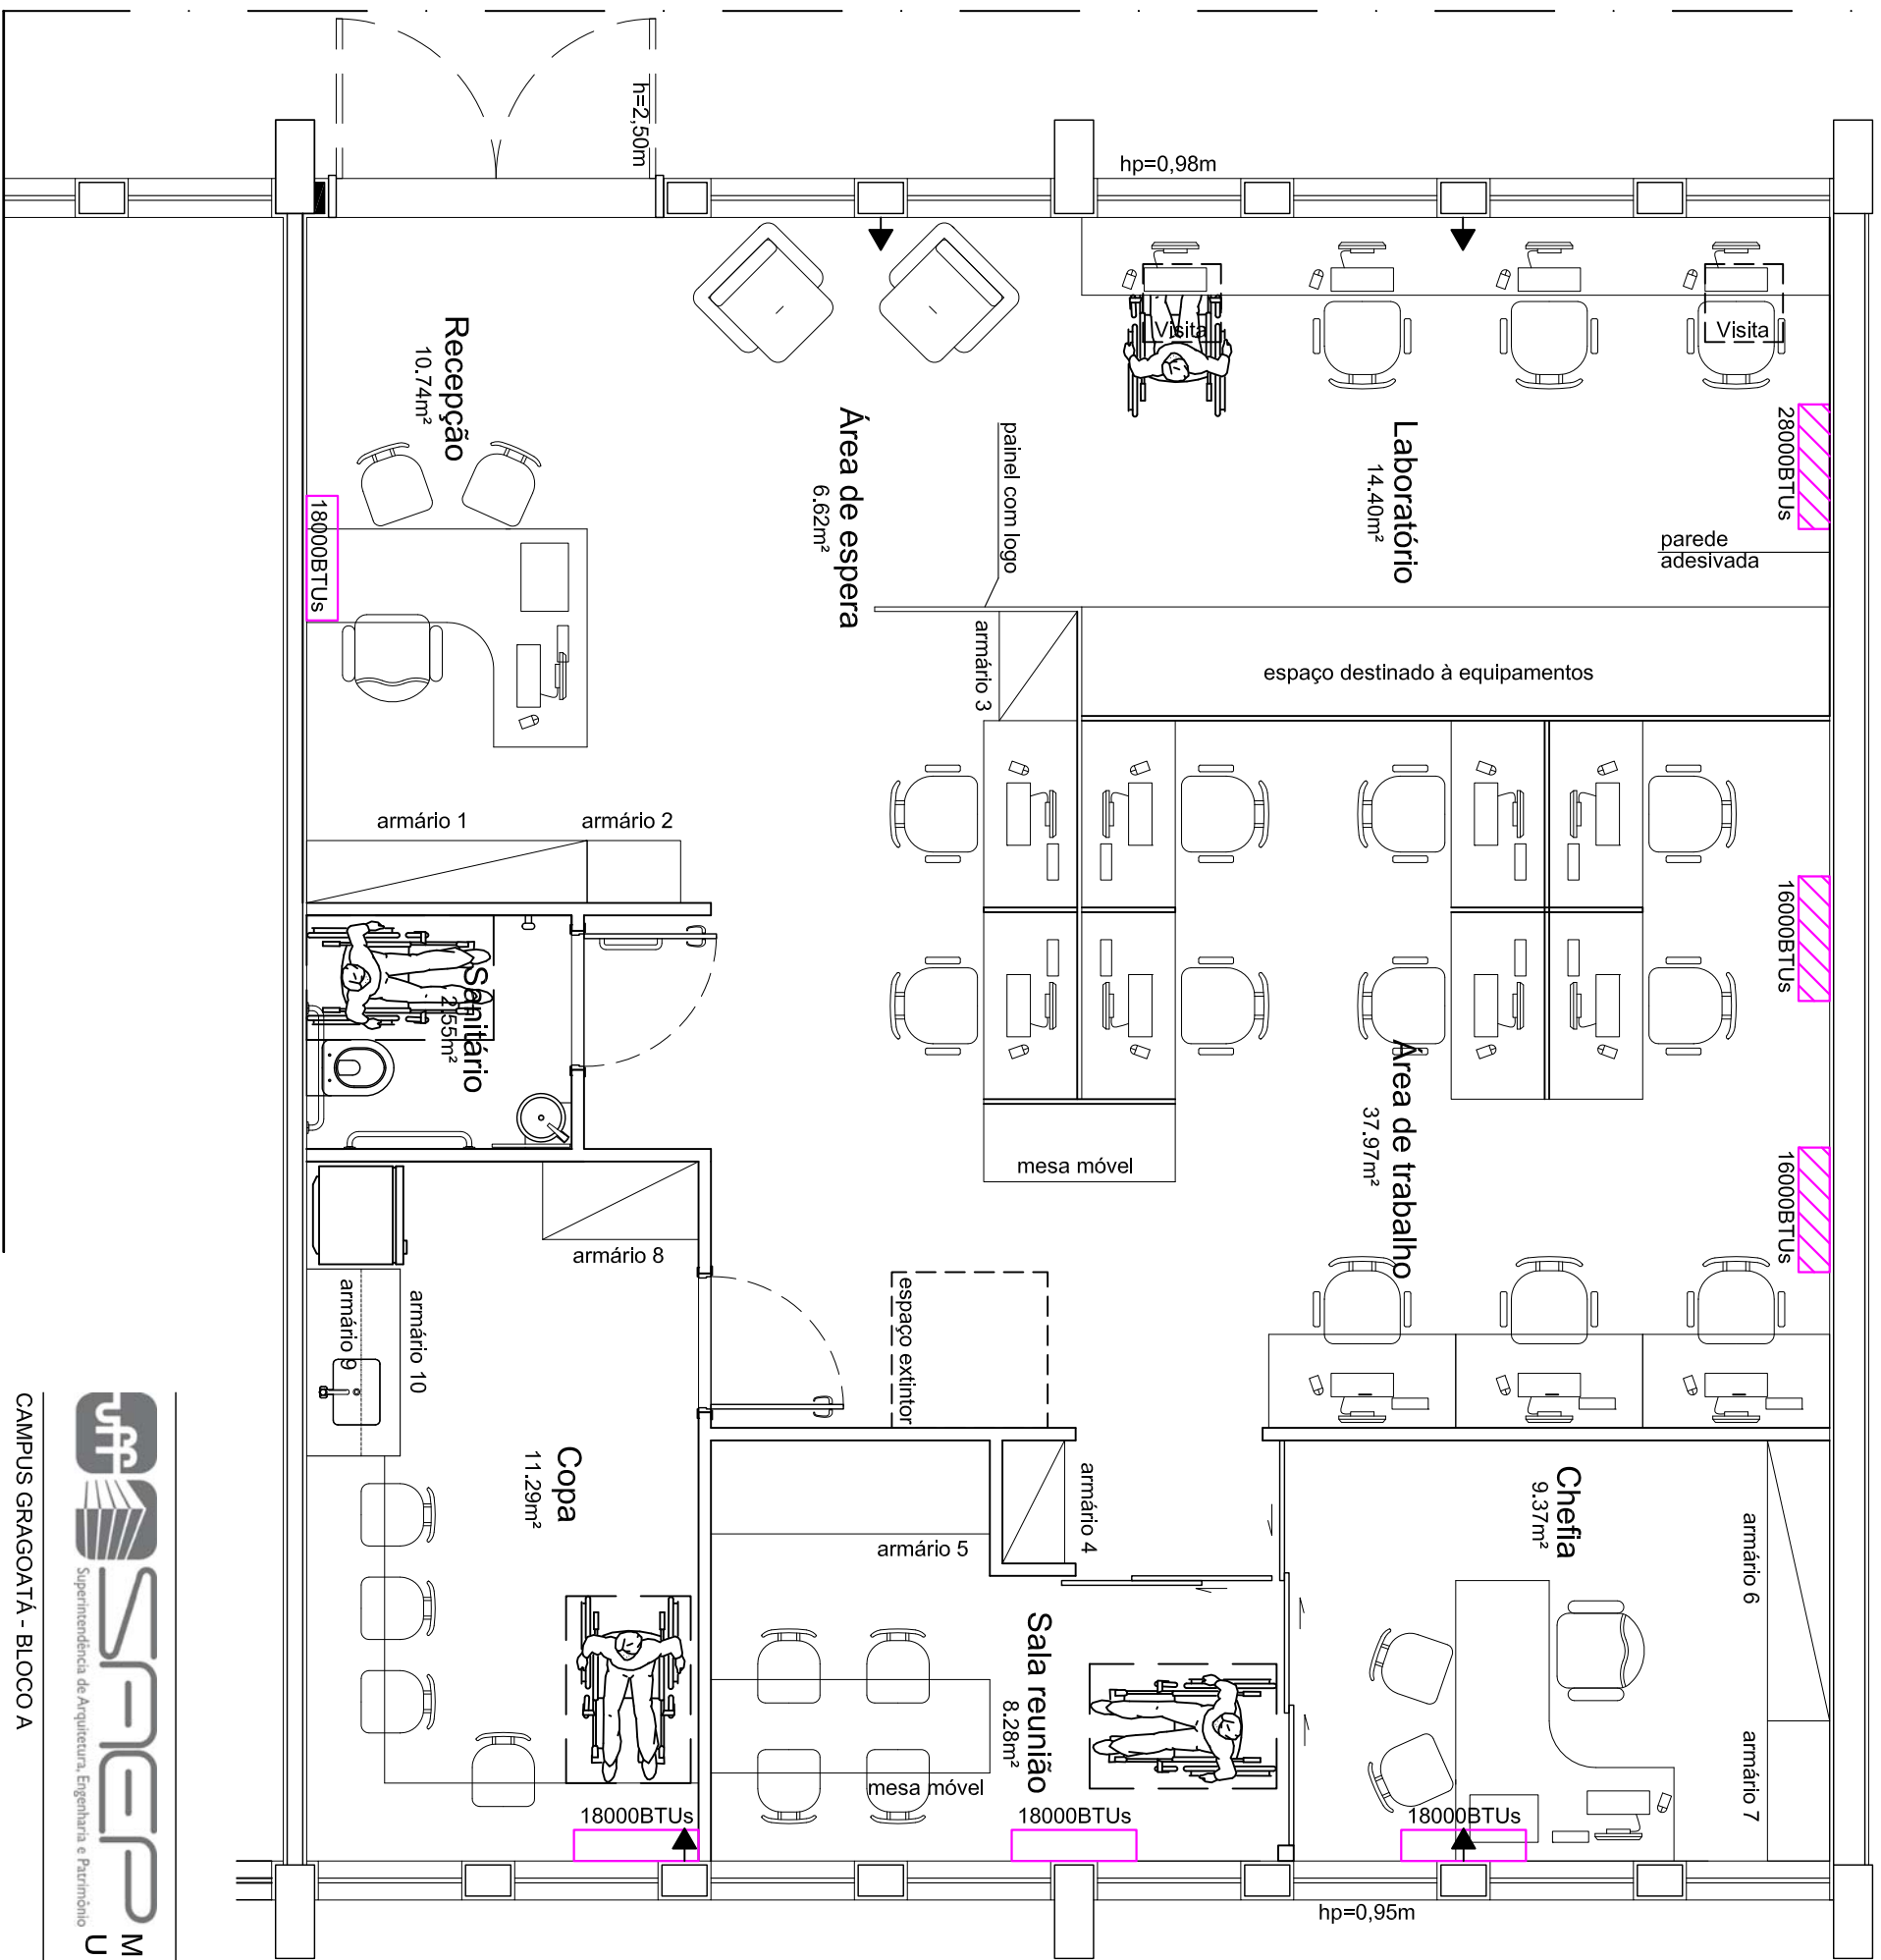 h=2,50m
hp=0,98m
Visita
Visita
Recepção
10.74m²
Área de espera
6.62m²
painel com logo
Laboratório
14.40m²
28000BTUs
parede
adesivada
18000BTUs
armário 3
espaço destinado à equipamentos
armário 1
armário 2
16000BTUs
Sanitário
2.55m²
Área de trabalho
37.97m²
mesa móvel
16000BTUs
armário 8
armário 9
armário 10
espaço extintor
Copa
11.29m²
armário 5
armário 4
Chefia
9.37m²
armário 6
armário 7
Sala reunião
8.28m²
mesa móvel
18000BTUs
18000BTUs
18000BTUs
hp=0,95m
uff
SAEP
Superintendência de Arquitetura, Engenharia e Patrimônio
M
U
CAMPUS GRAGOATÁ - BLOCO A